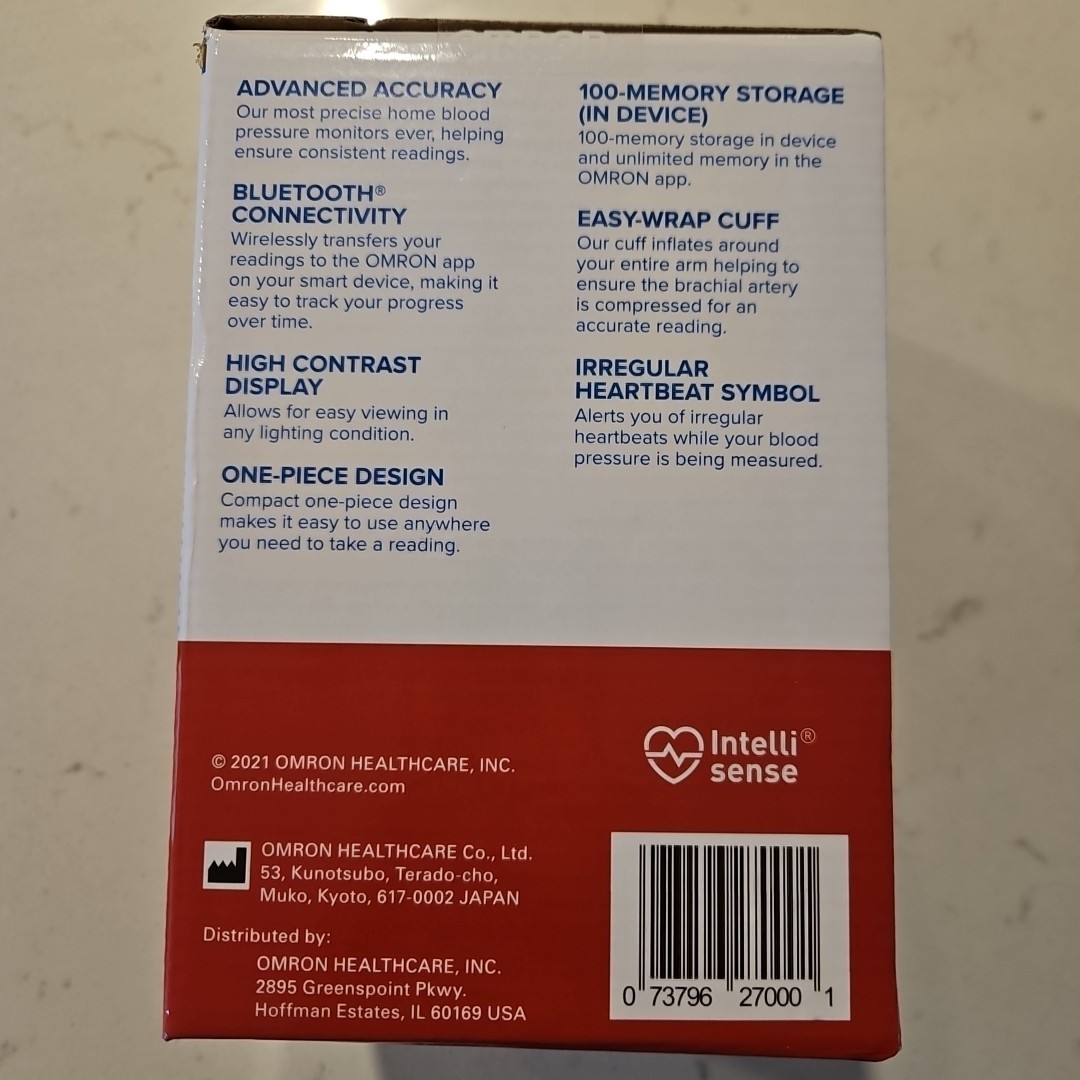 ADVANCED ACCURACY
Our most precise home blood
pressure monitors ever, helping
ensure consistent readings.
BLUETOOTH®
CONNECTIVITY
Wirelessly transfers your
readings to the OMRON app
on your smart device, making it
easy to track your progress
over time.
HIGH CONTRAST
DISPLAY
Allows for easy viewing in
any lighting condition.
ONE-PIECE DESIGN
Compact one-piece design
makes it easy to use anywhere
you need to take a reading.
100-MEMORY STORAGE
(IN DEVICE)
100-memory storage in device
and unlimited memory in the
OMRON app.
EASY-WRAP CUFF
Our cuff inflates around
your entire arm helping to
ensure the brachial artery
is compressed for an
accurate reading.
IRREGULAR
HEARTBEAT SYMBOL
Alerts you of irregular
heartbeats while your blood
pressure is being measured.
© 2021 OMRON HEALTHCARE, INC.
OmronHealthcare.com
Intelli®
sense
OMRON HEALTHCARE Co., Ltd.
53, Kunotsubo, Terado-cho,
Muko, Kyoto, 617-0002 JAPAN
Distributed by:
OMRON HEALTHCARE, INC.
2895 Greenspoint Pkwy.
Hoffman Estates, IL 60169 USA
0 73796 27000 1